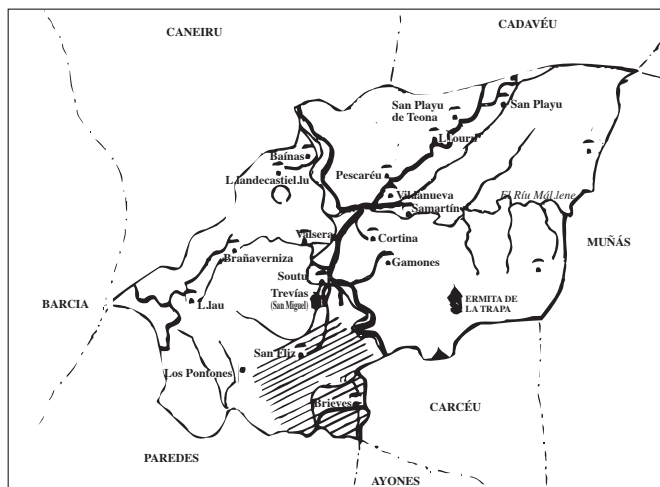 CADAVÉU
CANEIRU
San Playu
de Teona
San Playu
Baínas
L.landecastiel.lu
Pescaréu
Vildanueva
El Ríu Mál.lene
Samartín
Valsera
Cortina
MUÑÁS
Brañaverniza
Gamones
Soutu
BARCIA
L.lau
Trevías
(San Miguel)
ERMITA DE
LA TRAPA
San Fliz
Los Pontones
Brieves
CARCÉU
PAREDES
AYONES